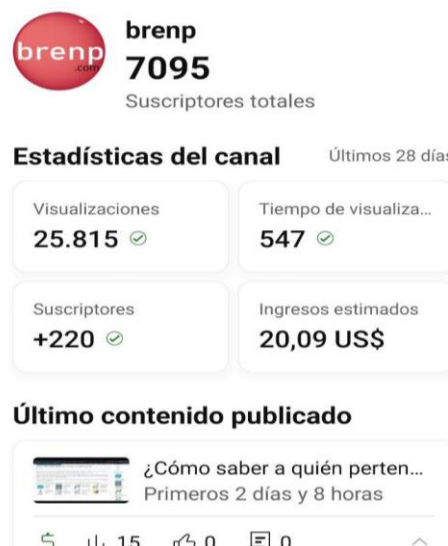 brenp
.com
brenp
7095
Suscriptores totales
Estadísticas del canal
Últimos 28 días
Visualizaciones
25.815
Tiempo de visualiza...
547
Suscriptores
+220
Ingresos estimados
20,09 US$
Último contenido publicado
¿Cómo saber a quién perten...
Primeros 2 días y 8 horas
15
0
0